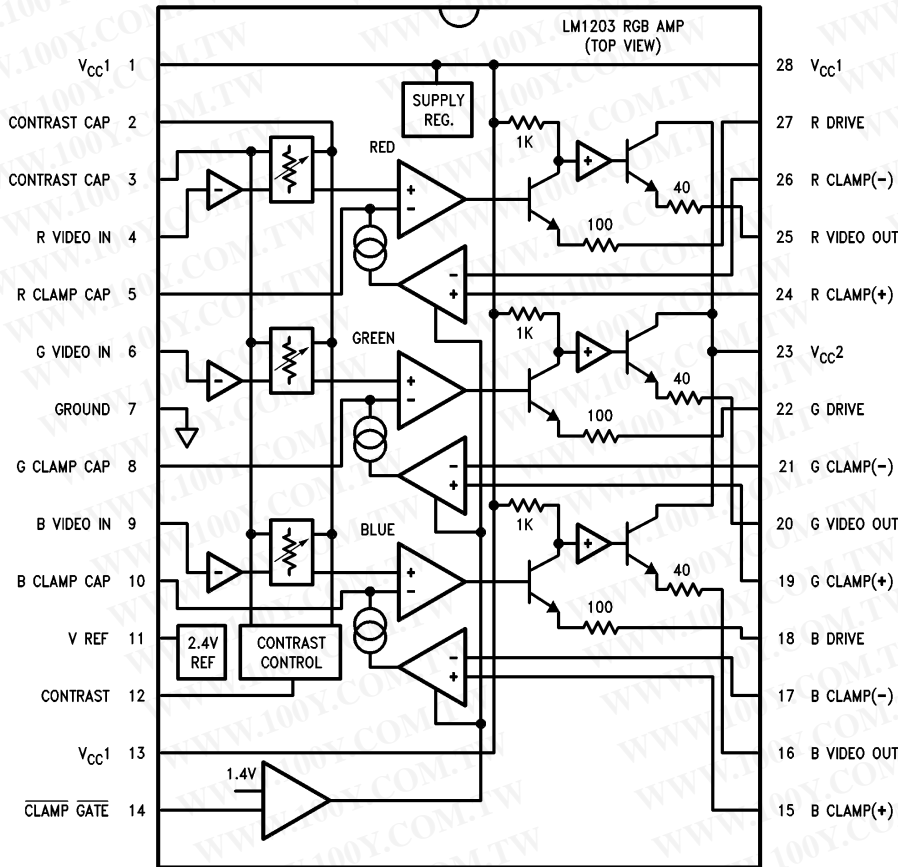 LM1203 RGB AMP
(TOP VIEW)
VCC1 1
CONTRAST CAP 2
CONTRAST CAP 3
R VIDEO IN 4
R CLAMP CAP 5
G VIDEO IN 6
GROUND 7
G CLAMP CAP 8
B VIDEO IN 9
B CLAMP CAP 10
V REF 11
CONTRAST 12
VCC1 13
CLAMP GATE 14
28 VCC1
27 R DRIVE
26 R CLAMP(-)
25 R VIDEO OUT
24 R CLAMP(+)
23 VCC2
22 G DRIVE
21 G CLAMP(-)
20 G VIDEO OUT
19 G CLAMP(+)
18 B DRIVE
17 B CLAMP(-)
16 B VIDEO OUT
15 B CLAMP(+)
SUPPLY
REG.
RED
-
+
-
-
+
1K
+
40
100
GREEN
-
+
-
-
+
1K
+
40
100
BLUE
-
+
-
-
+
1K
+
40
100
2.4V
REF
CONTRAST
CONTROL
1.4V
WWW.100Y.COM.TW